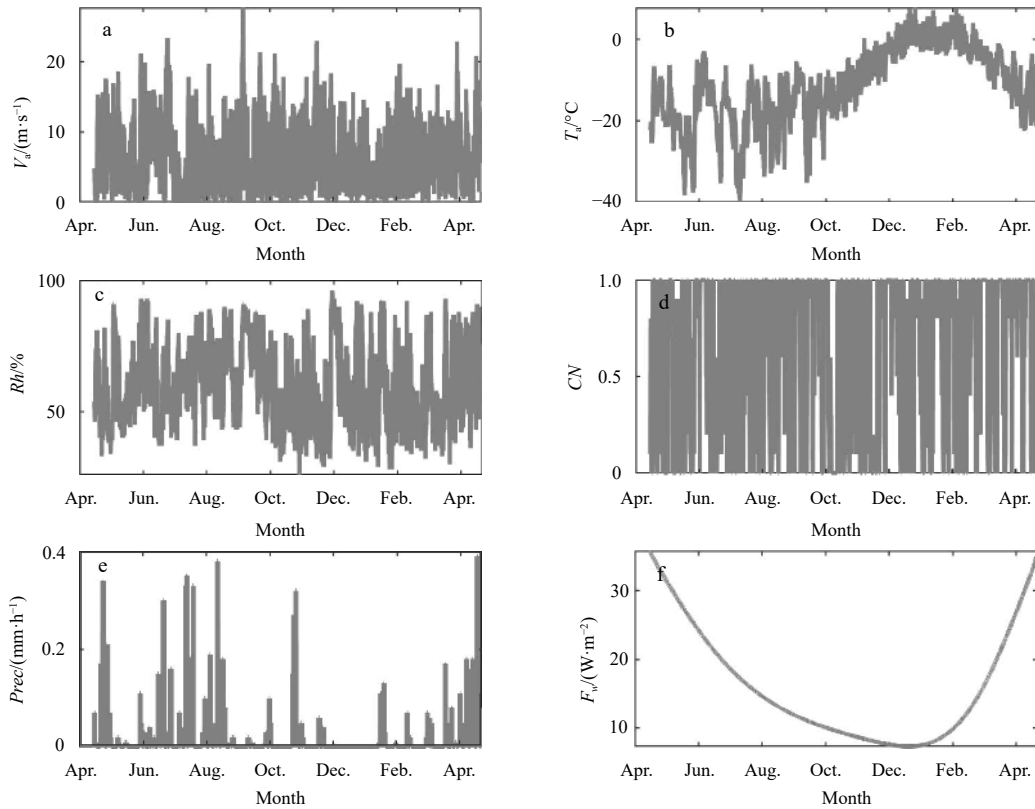 a
20
10
0
V_a/(m·s⁻¹)
Apr. Jun. Aug. Oct. Dec. Feb. Apr.
Month
b
0
−20
−40
T_a/°C
Apr. Jun. Aug. Oct. Dec. Feb. Apr.
Month
c
100
50
Rh/%
Apr. Jun. Aug. Oct. Dec. Feb. Apr.
Month
d
1.0
0.5
0
CN
Apr. Jun. Aug. Oct. Dec. Feb. Apr.
Month
e
0.4
0.2
0
Prec/(mm·h⁻¹)
Apr. Jun. Aug. Oct. Dec. Feb. Apr.
Month
f
30
20
10
F_w/(W·m⁻²)
Apr. Jun. Aug. Oct. Dec. Feb. Apr.
Month